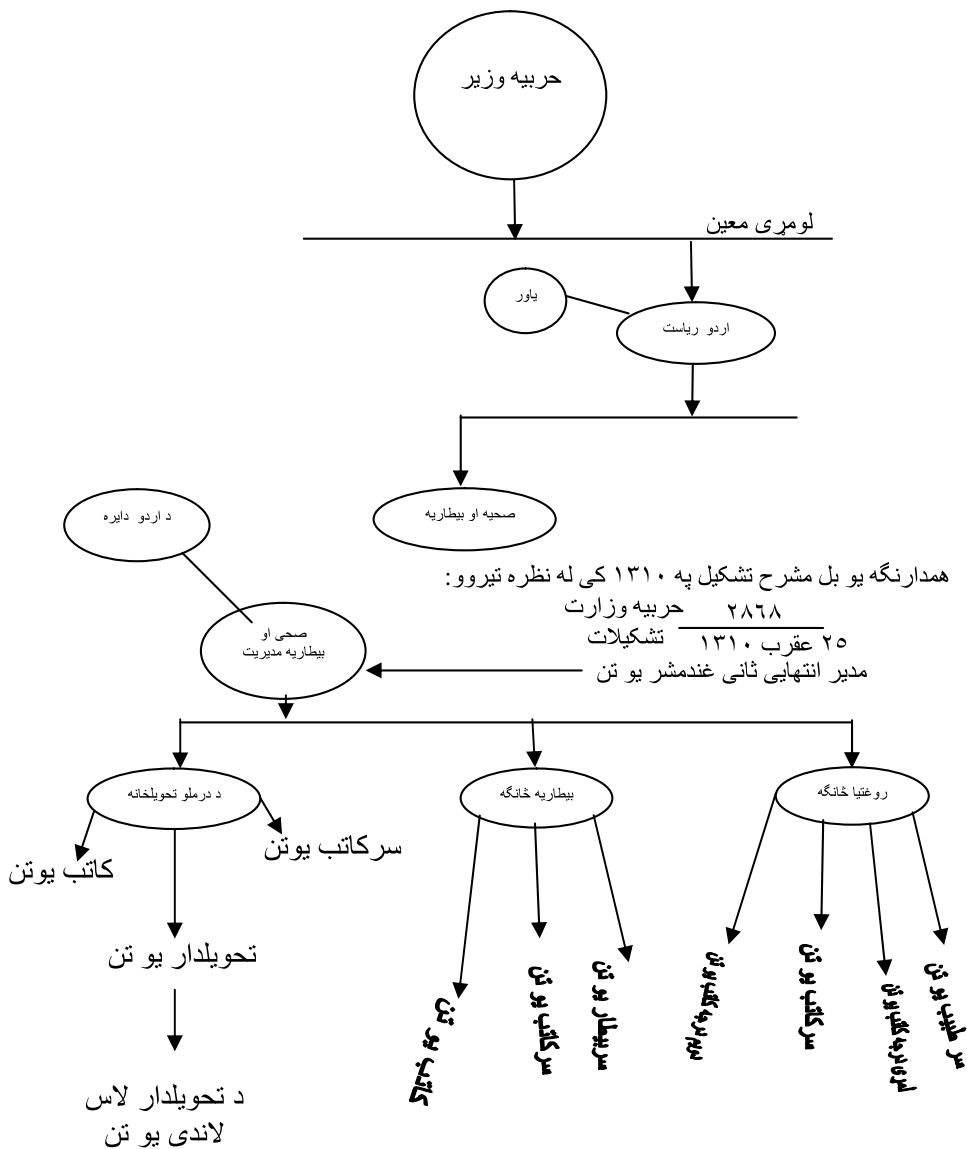 حربیه وزیر
لومړی معین
یاور
اردو ریاست
صحیه او بیطاریه
د اردو دایره
همدارنگه یو بل مشرح تشکیل په ۱۳۱۰ کی له نظره تیروو:
حربیه وزارت ۲۸۶۸
تشکیلات ۲۵ عقرب ۱۳۱۰
صحی او
بیطاریه مدیریت
مدیر انتهایی ثانی غندمشر یو تن
روغتیا څانگه
بیطاریه څانگه
د درملو تحویلخانه
سرکاتب یوتن
کاتب یوتن
تحویلدار یو تن
د تحویلدار لاس
لاندی یو تن
سر طبیب یو تن
سرکاتب یو تن
سربیطار یو تن
سرکاتب یو تن
کاتب یو تن